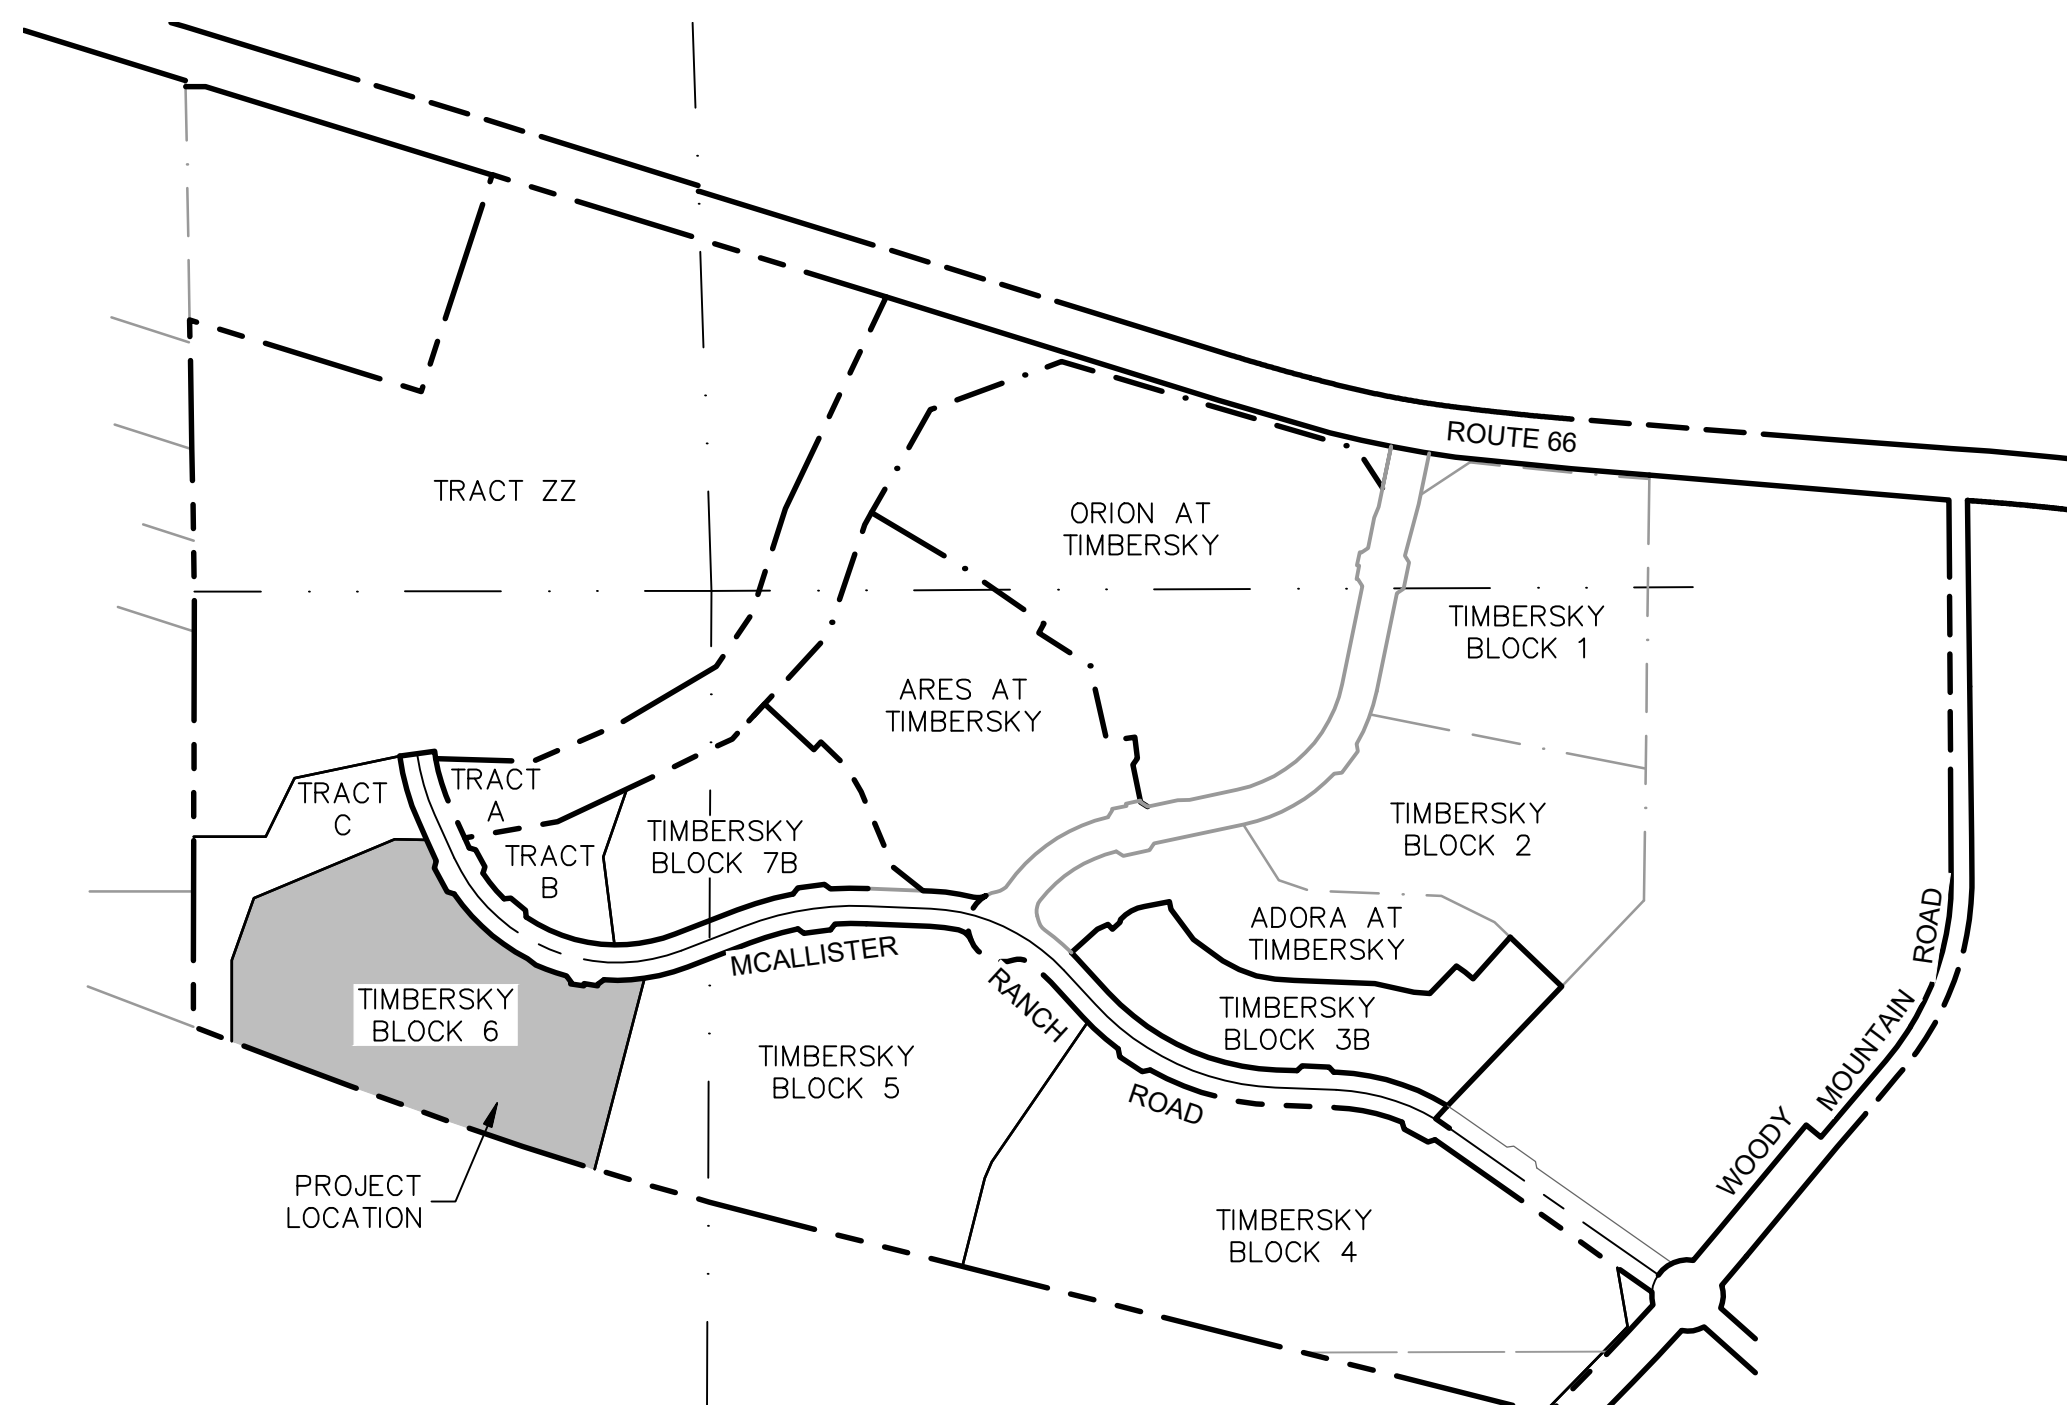 ROUTE 66
TRACT ZZ
ORION AT
TIMBERSKY
TIMBERSKY
BLOCK 1
ARES AT
TIMBERSKY
TRACT
A
TRACT
C
TIMBERSKY
BLOCK 7B
TRACT
B
TIMBERSKY
BLOCK 2
ADORA AT
TIMBERSKY
MCALLISTER
RANCH
ROAD
TIMBERSKY
BLOCK 3B
TIMBERSKY
BLOCK 6
TIMBERSKY
BLOCK 5
WOODY MOUNTAIN ROAD
PROJECT
LOCATION
TIMBERSKY
BLOCK 4